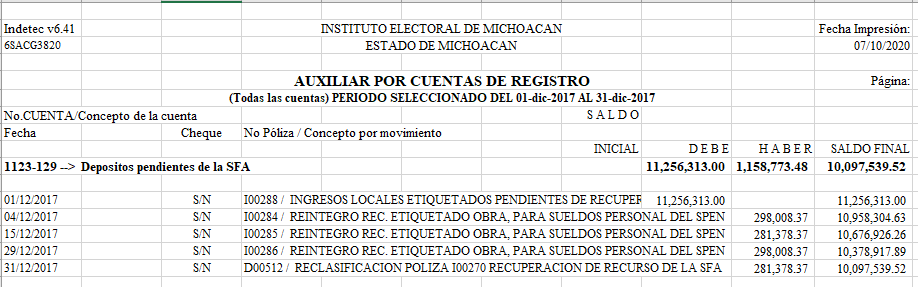 Indetec v6.41 INSTITUTO ELECTORAL DE MICHOACAN Fecha Impresión:
6SACG3820 ESTADO DE MICHOACAN 07/10/2020
AUXILIAR POR CUENTAS DE REGISTRO Página:
(Todas las cuentas) PERIODO SELECCIONADO DEL 01-dic-2017 AL 31-dic-2017
No.CUENTA/Concepto de la cuenta S A L D O
Fecha Cheque No Póliza / Concepto por movimiento
INICIAL D E B E H A B E R SALDO FINAL
1123-129 --> Depositos pendientes de la SFA 11,256,313.00 1,158,773.48 10,097,539.52
01/12/2017 S/N I00288 / INGRESOS LOCALES ETIQUETADOS PENDIENTES DE RECUPER 11,256,313.00 11,256,313.00
04/12/2017 S/N I00284 / REINTEGRO REC. ETIQUETADO OBRA, PARA SUELDOS PERSONAL DEL SPEN 298,008.37 10,958,304.63
15/12/2017 S/N I00285 / REINTEGRO REC. ETIQUETADO OBRA, PARA SUELDOS PERSONAL DEL SPEN 281,378.37 10,676,926.26
29/12/2017 S/N I00286 / REINTEGRO REC. ETIQUETADO OBRA, PARA SUELDOS PERSONAL DEL SPEN 298,008.37 10,378,917.89
31/12/2017 S/N D00512 / RECLASIFICACION POLIZA I00270 RECUPERACION DE RECURSO DE LA SFA 281,378.37 10,097,539.52